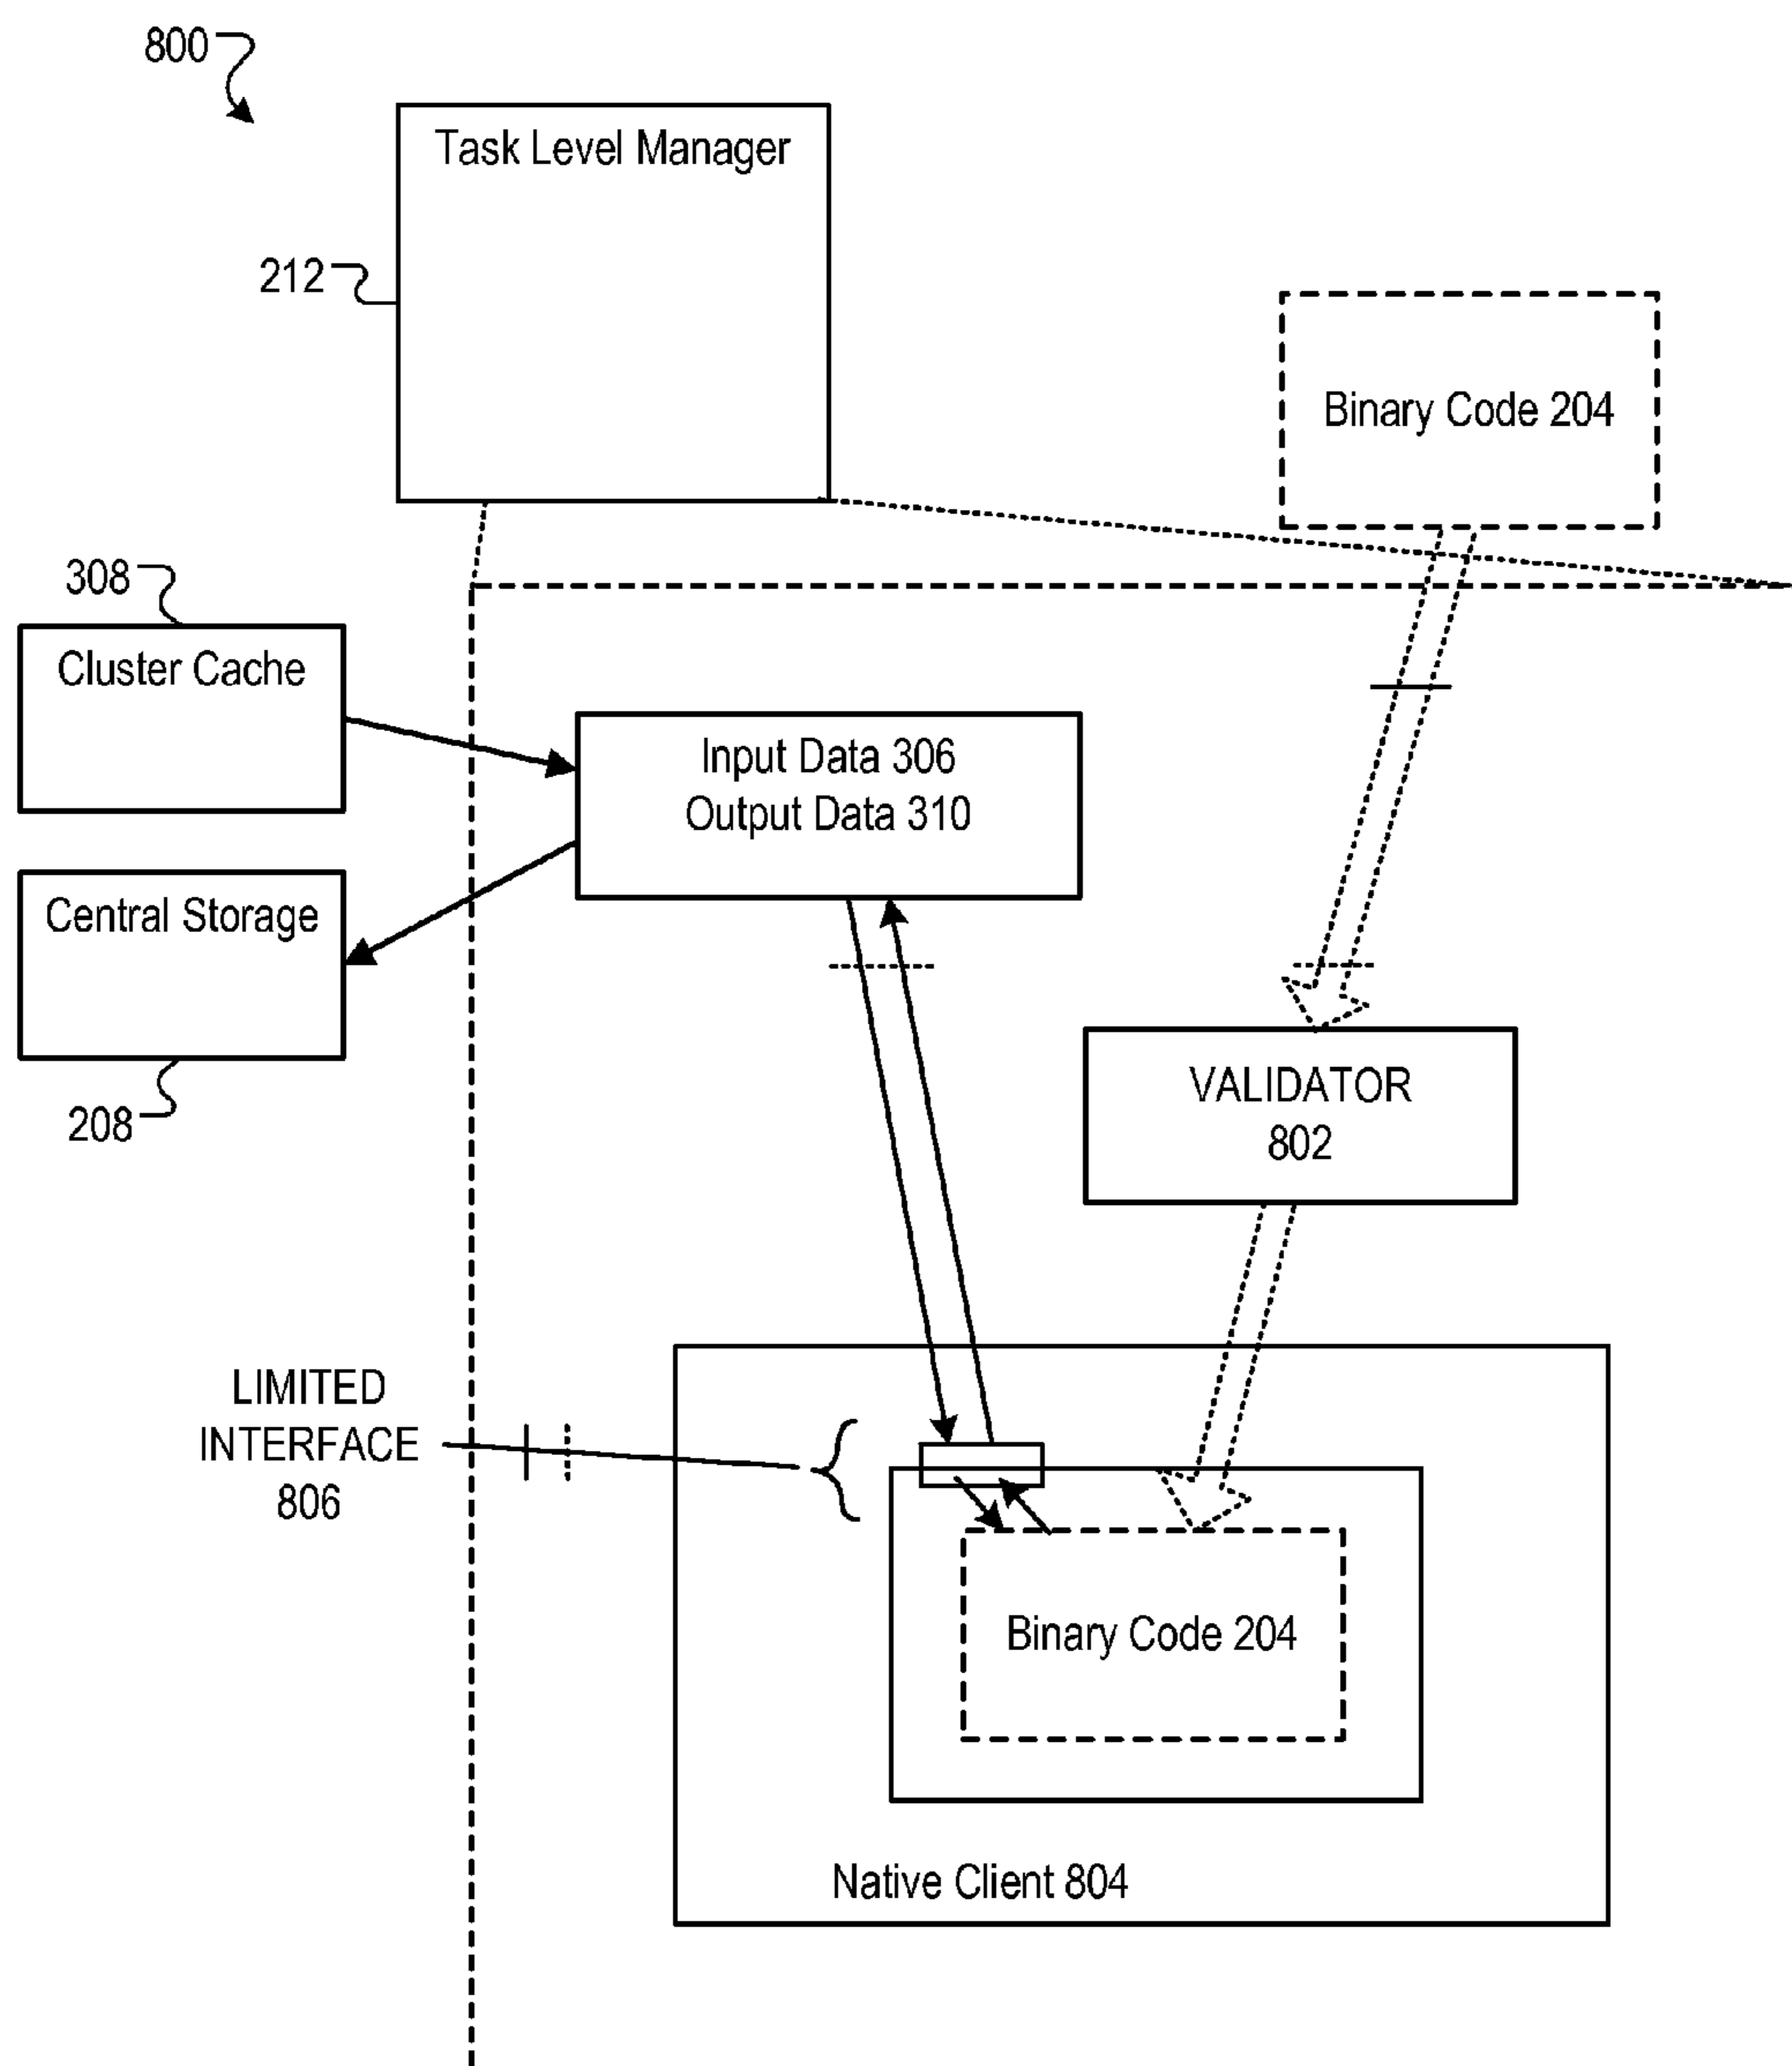 800
Task Level Manager
212
Binary Code 204
308
Cluster Cache
Input Data 306
Output Data 310
Central Storage
208
VALIDATOR
802
LIMITED
INTERFACE
806
Binary Code 204
Native Client 804